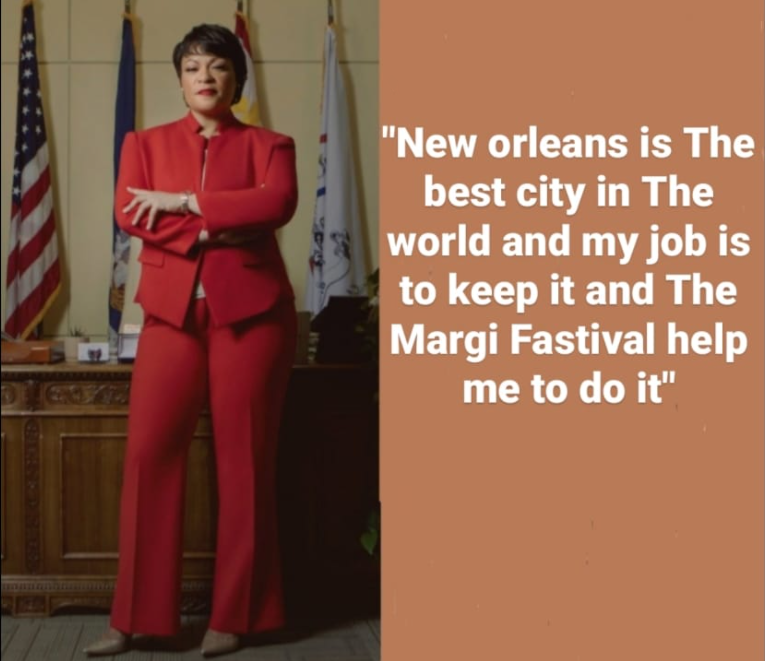 "New orleans is The
best city in The
world and my job is
to keep it and The
Margi Fastival help
me to do it"